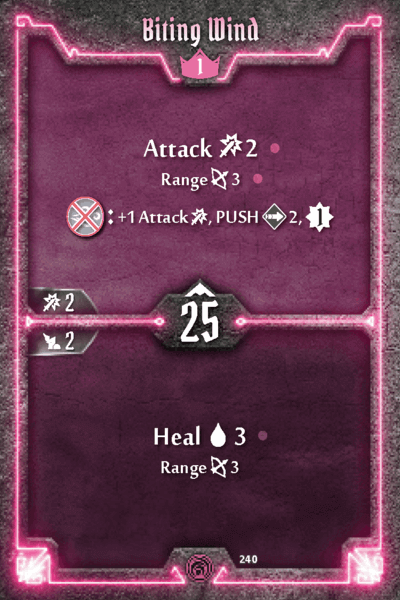 Biting Wind
1
Attack 2
Range 3
: +1 Attack, PUSH 2, 1
2
25
2
Heal 3
Range 3
240